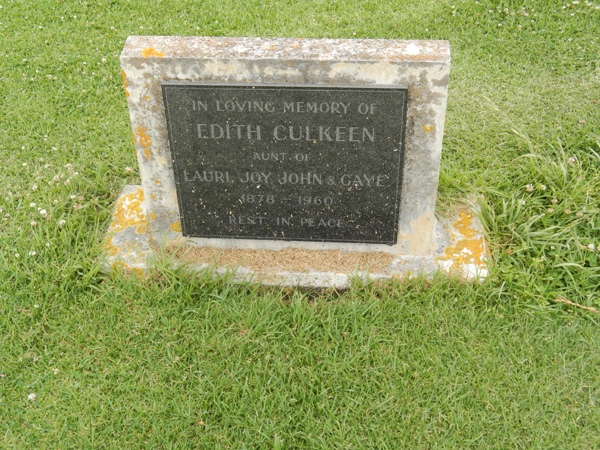 IN LOVING MEMORY OF
EDITH CULKEEN
AUNT OF
LAURI, JOY, JOHN & GAYE
1878 - 1960
REST IN PEACE